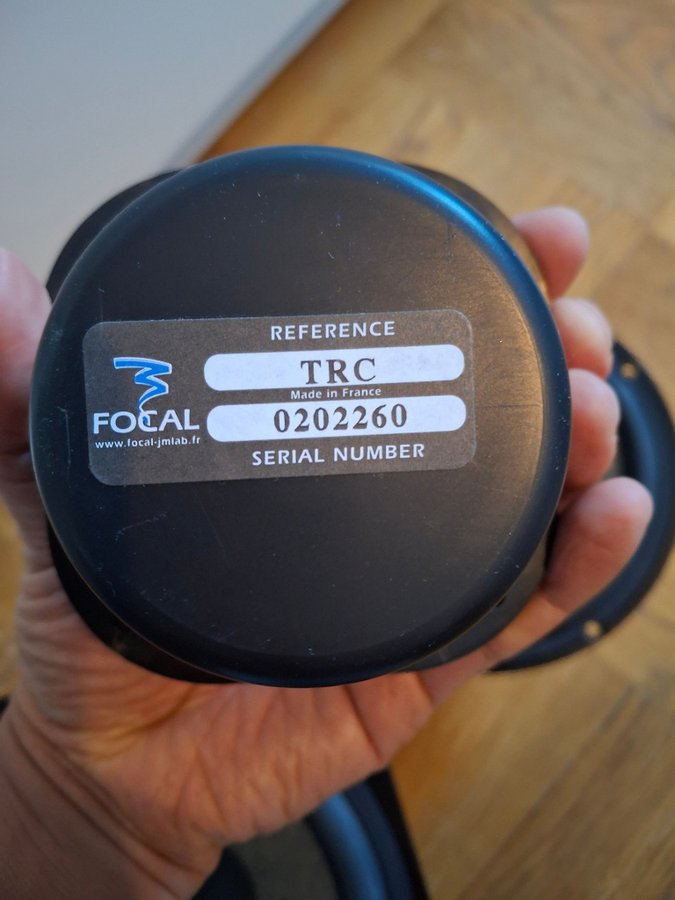 REFERENCE
TRC
Made in France
FOCAL
0202260
www.focal-jmlab.fr
SERIAL NUMBER